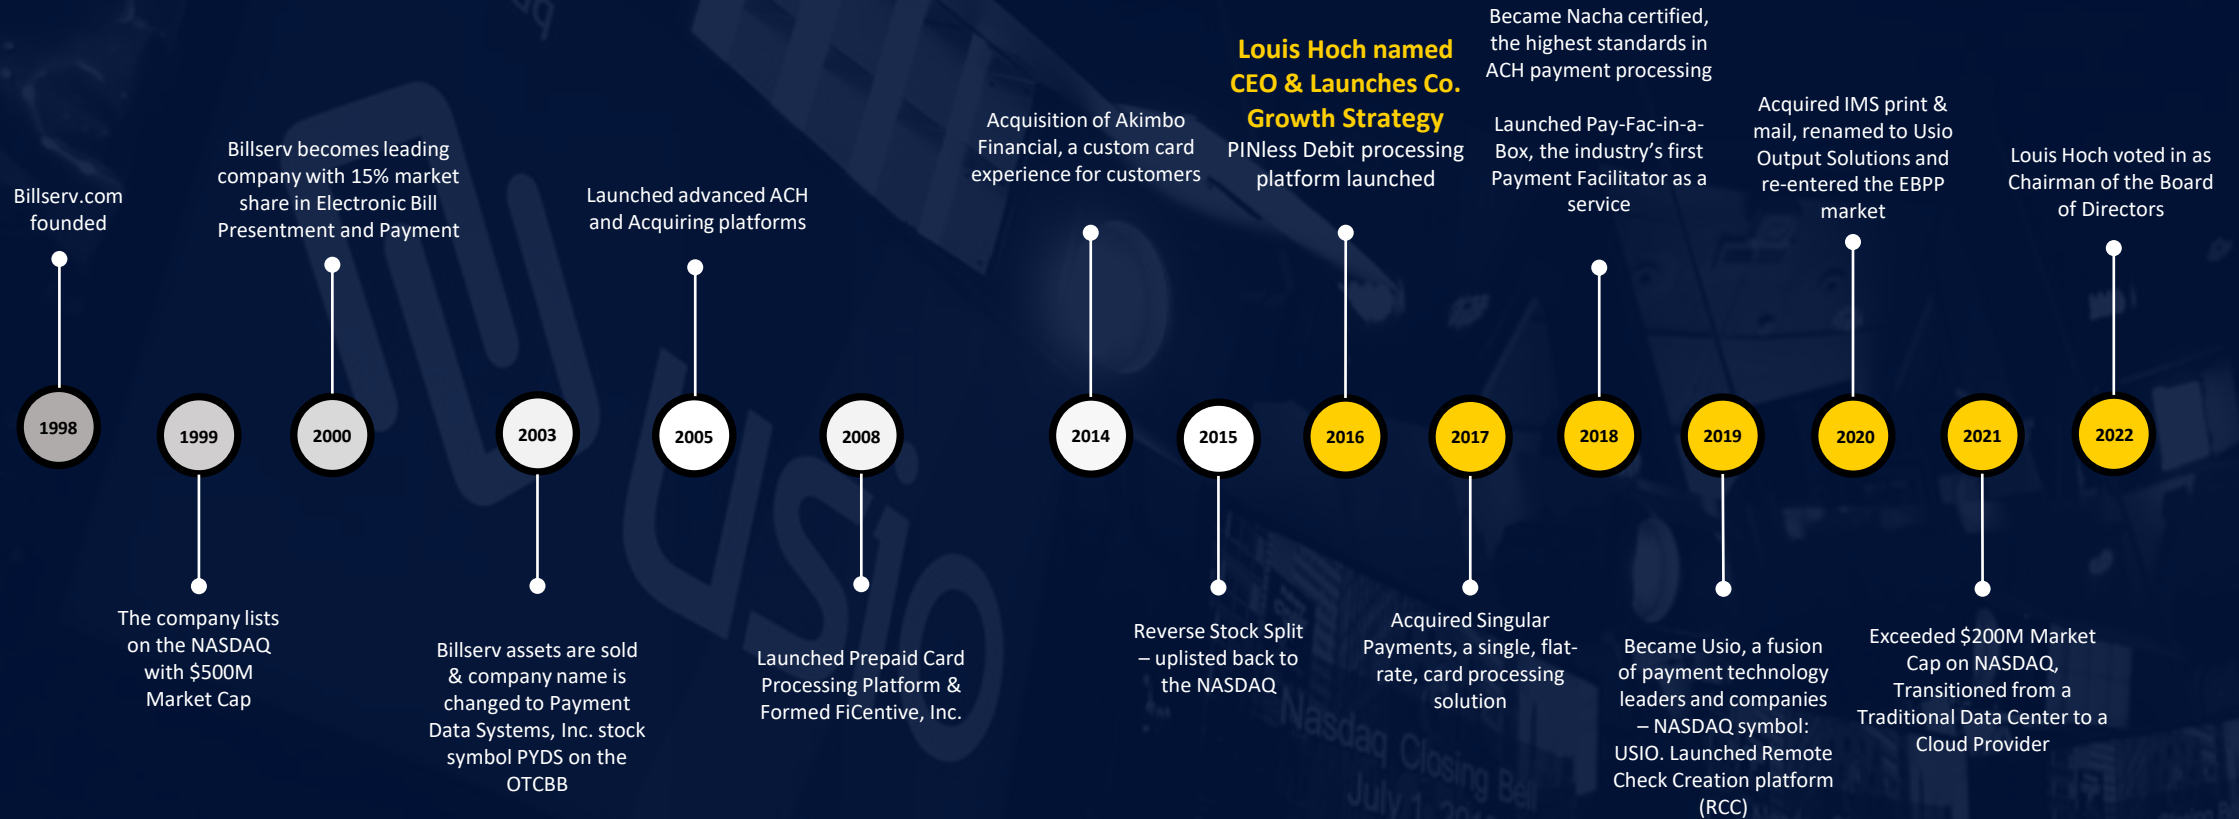 Billserv.com
founded
1998
The company lists
on the NASDAQ
with $500M
Market Cap
1999
Billserv becomes leading
company with 15% market
share in Electronic Bill
Presentment and Payment
2000
Billserv assets are sold
& company name is
changed to Payment
Data Systems, Inc. stock
symbol PYDS on the
OTCBB
2003
Launched advanced ACH
and Acquiring platforms
2005
Launched Prepaid Card
Processing Platform &
Formed FiCentive, Inc.
2008
Acquisition of Akimbo
Financial, a custom card
experience for customers
2014
Reverse Stock Split
– uplisted back to
the NASDAQ
2015
Louis Hoch named
CEO & Launches Co.
Growth Strategy
PINless Debit processing
platform launched
2016
Acquired Singular
Payments, a single, flat-
rate, card processing
solution
2017
Became Nacha certified,
the highest standards in
ACH payment processing
Launched Pay-Fac-in-a-
Box, the industry’s first
Payment Facilitator as a
service
2018
Became Usio, a fusion
of payment technology
leaders and companies
– NASDAQ symbol:
USIO. Launched Remote
Check Creation platform
(RCC)
2019
Acquired IMS print &
mail, renamed to Usio
Output Solutions and
re-entered the EBPP
market
2020
Exceeded $200M Market
Cap on NASDAQ,
Transitioned from a
Traditional Data Center to a
Cloud Provider
2021
Louis Hoch voted in as
Chairman of the Board
of Directors
2022
usio
Nasdaq Closing Bell
July 1,